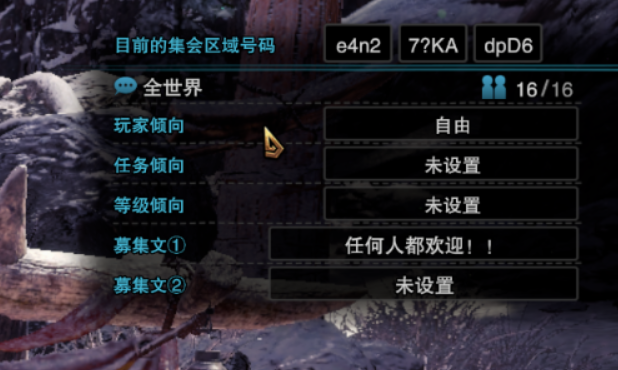 目前的集会区域号码 e4n2 7?KA dpD6
全世界 16/16
玩家倾向 自由
任务倾向 未设置
等级倾向 未设置
募集文① 任何人都欢迎！！
募集文② 未设置